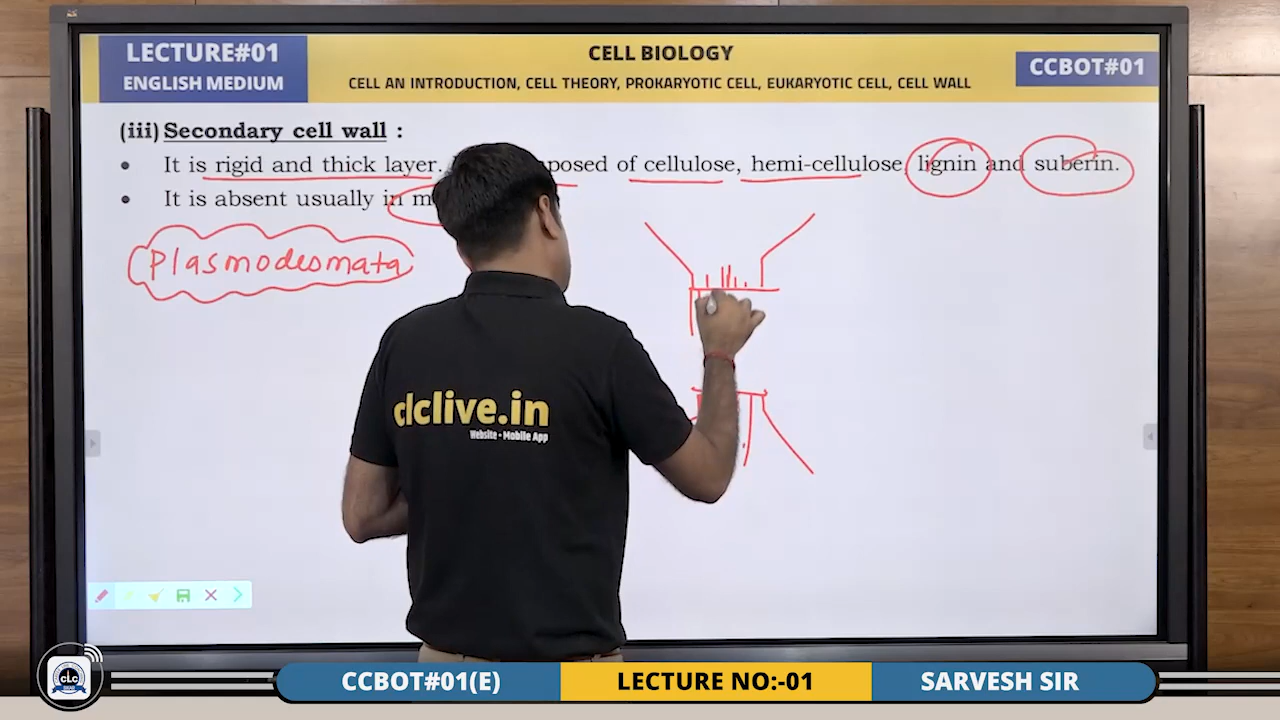 LECTURE#01
ENGLISH MEDIUM
CELL BIOLOGY
CELL AN INTRODUCTION, CELL THEORY, PROKARYOTIC CELL, EUKARYOTIC CELL, CELL WALL
CCBOT#01
(iii) Secondary cell wall :
• It is rigid and thick layer. of cellulose, hemi-cellulose, lignin and suberin.
• It is absent usually in
Plasmodesmata
clclive.in
Website - Mobile App
CLC
CCBOT#01(E)
LECTURE NO:-01
SARVESH SIR